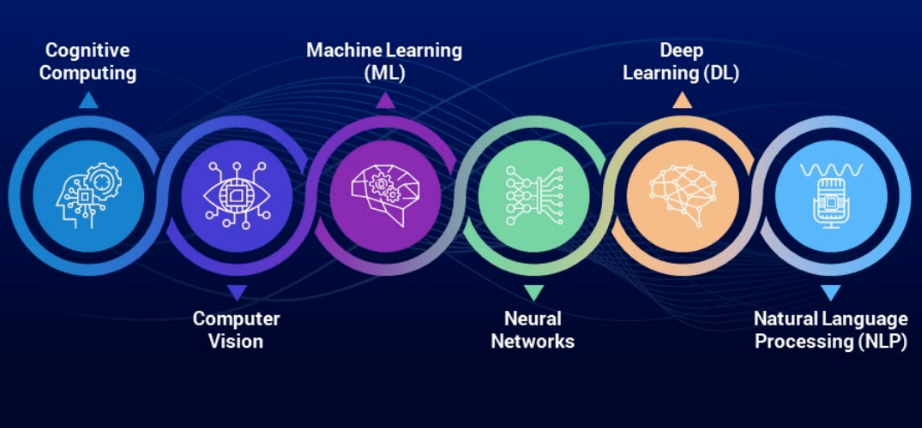 Cognitive
Computing
Machine Learning
(ML)
Deep
Learning (DL)
Computer
Vision
Neural
Networks
Natural Language
Processing (NLP)